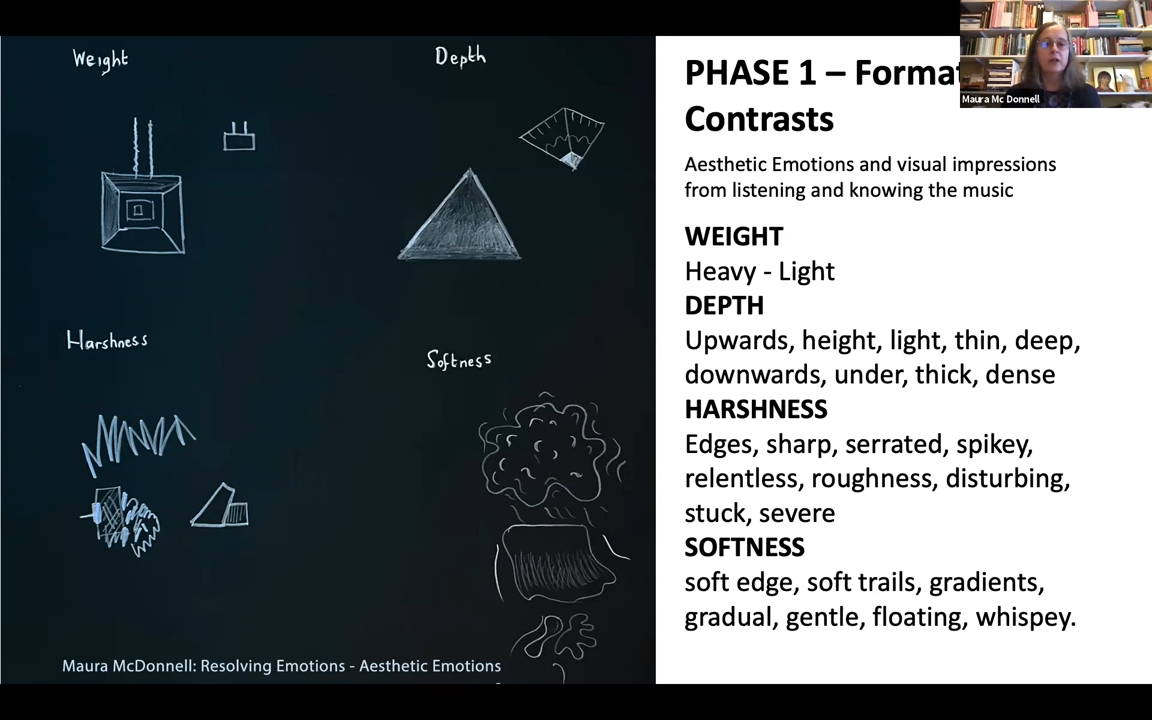 Weight
Depth
Harshness
Softness
Maura McDonnell: Resolving Emotions - Aesthetic Emotions
Maura Mc Donnell
PHASE 1 –
Contrasts
Aesthetic Emotions and visual impressions
from listening and knowing the music
WEIGHT
Heavy - Light
DEPTH
Upwards, height, light, thin, deep,
downwards, under, thick, dense
HARSHNESS
Edges, sharp, serrated, spikey,
relentless, roughness, disturbing,
stuck, severe
SOFTNESS
soft edge, soft trails, gradients,
gradual, gentle, floating, whispey.